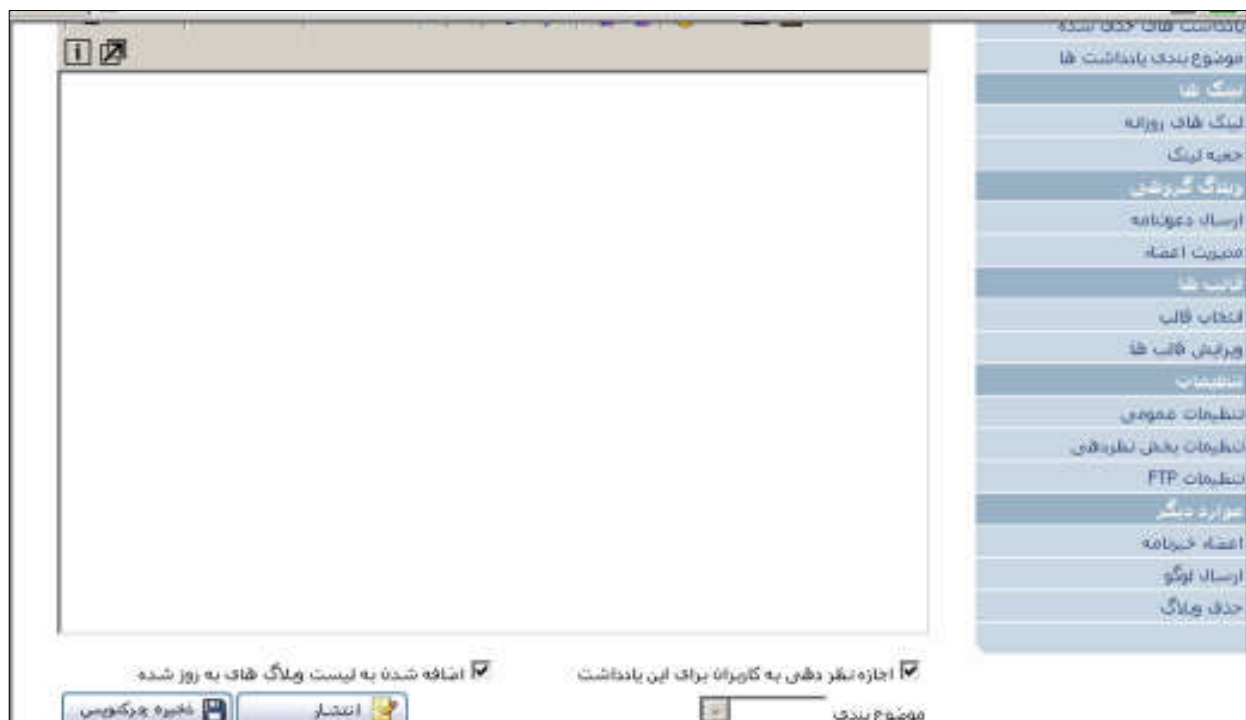 یادداشت های حذف شده
موضوع بندی یادداشت ها
لینک ها
لینک های روزانه
جعبه لینک
وبلاگ گروهی
ارسال دعوتنامه
مدیریت اعضاء
قالب ها
انتخاب قالب
ویرایش قالب ها
تنظیمات
تنظیمات عمومی
تنظیمات بخش نظردهی
تنظیمات FTP
موارد دیگر
اعضاء خبرنامه
ارسال لوگو
حذف وبلاگ
اجازه نظر دهی به کاربران برای این یادداشت
اضافه شدن به لیست وبلاگ های به روز شده
موضوع بندی
انتشار
ذخیره چرکنویس